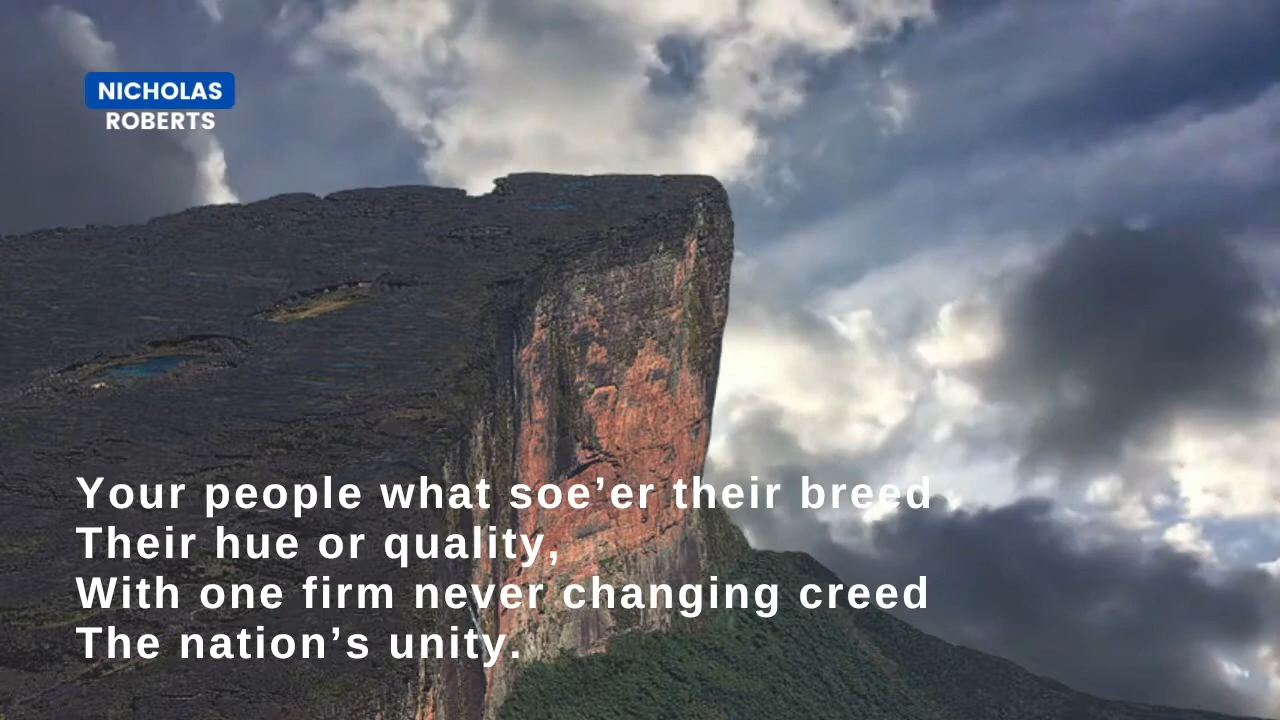 NICHOLAS
ROBERTS
Your people what soe’er their breed
Their hue or quality,
With one firm never changing creed
The nation’s unity.